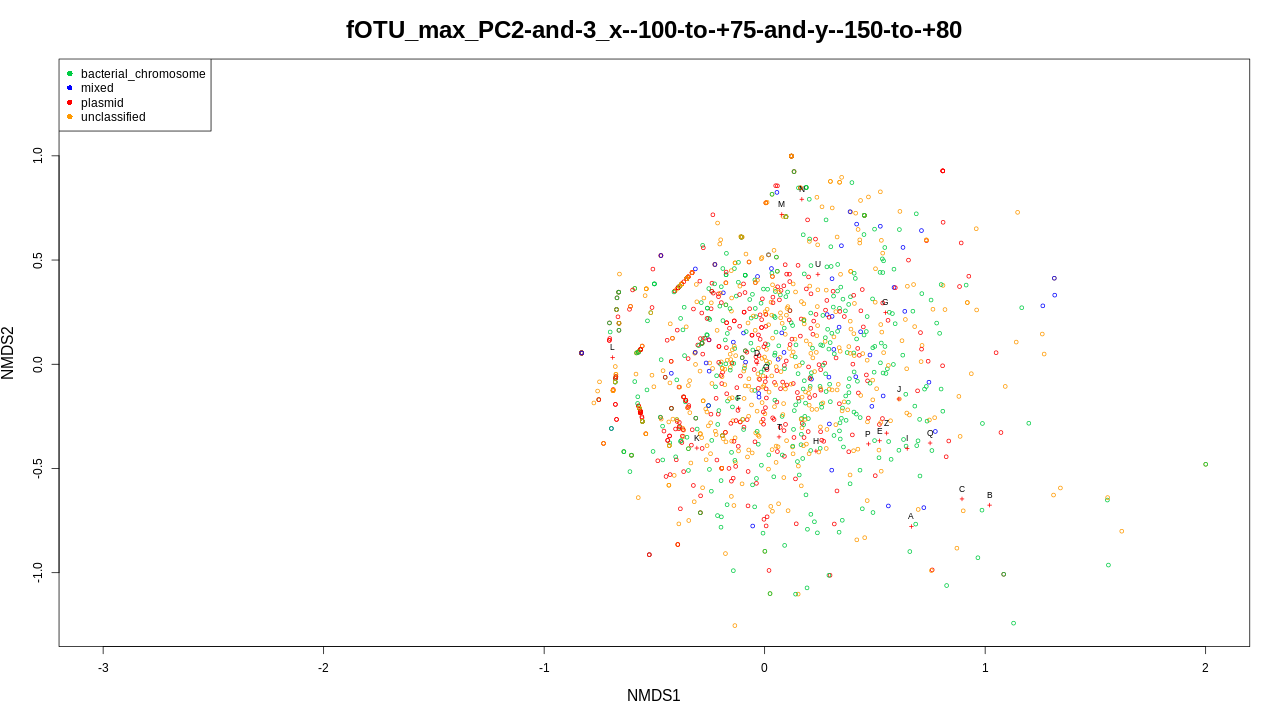 fOTU_max_PC2-and-3_x--100-to-+75-and-y--150-to-+80
bacterial_chromosome
mixed
plasmid
unclassified
1.0
0.5
0.0
-0.5
-1.0
NMDS2
N
M
U
G
L
D
O
J
F
T
K
H
P
E
Z
I
Q
C
B
A
-3
-2
-1
0
1
2
NMDS1